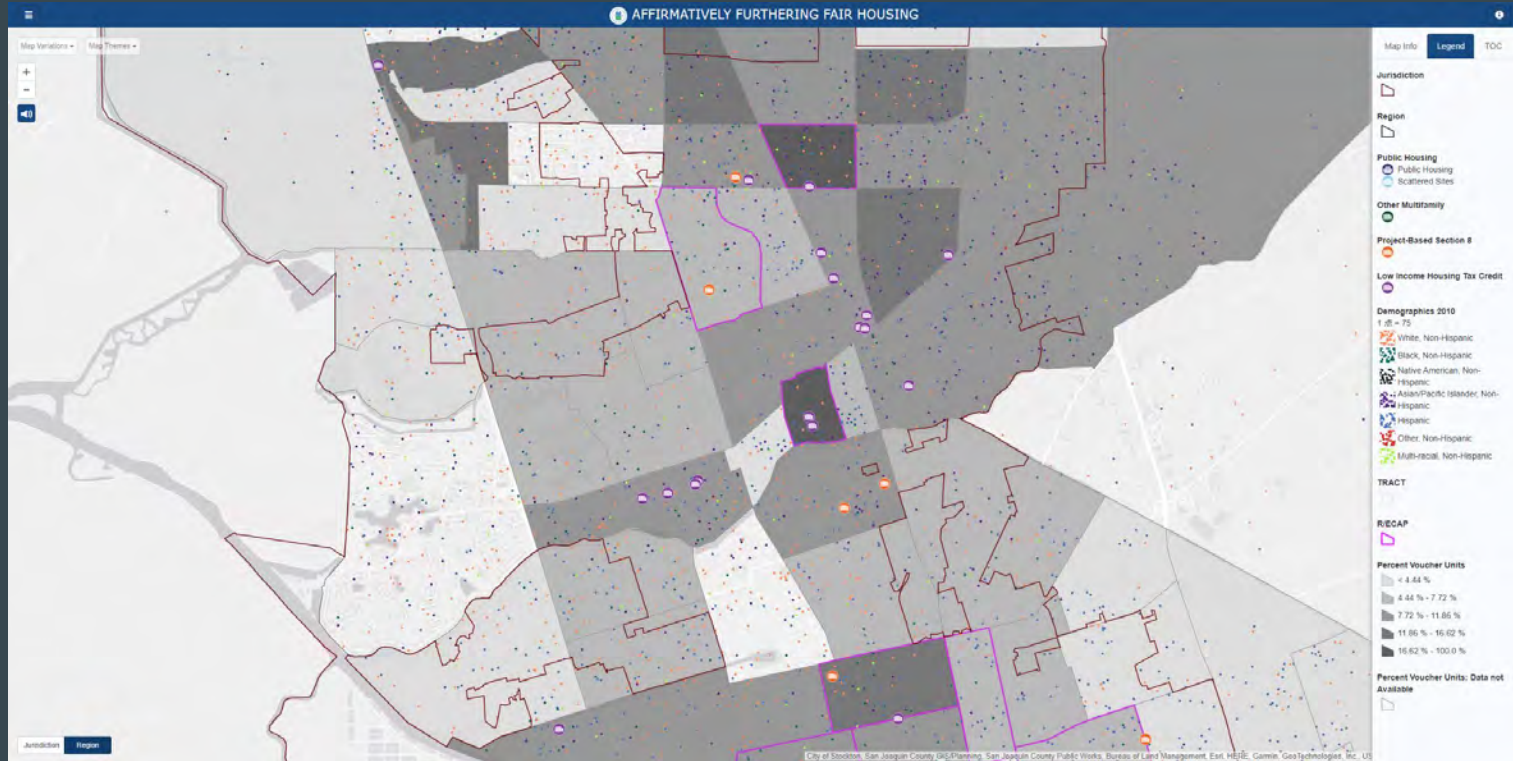 AFFIRMATIVELY FURTHERING FAIR HOUSING
Map Variations
Map Themes
+
−
Map Info
Legend
TOC
Jurisdiction
Region
Public Housing
Public Housing
Scattered Sites
Other Multifamily
Project-Based Section 8
Low Income Housing Tax Credit
Demographics 2010
White, Non-Hispanic
Black, Non-Hispanic
Native American, Non-
Hispanic
Asian/Pacific Islander, Non-
Hispanic
Hispanic
Other, Non-Hispanic
Multi-racial, Non-Hispanic
TRACT
R/ECAP
Percent Voucher Units
< 4.44 %
4.44 % - 7.72 %
7.72 % - 11.86 %
11.86 % - 16.62 %
16.62 % - 100.0 %
Percent Voucher Units: Data not
Available
Jurisdiction
Region
City of Stockton, San Joaquin County GIS/Planning, San Joaquin County Public Works, Bureau of Land Management, Esri, HERE, Garmin, GeoTechnologies, Inc., US